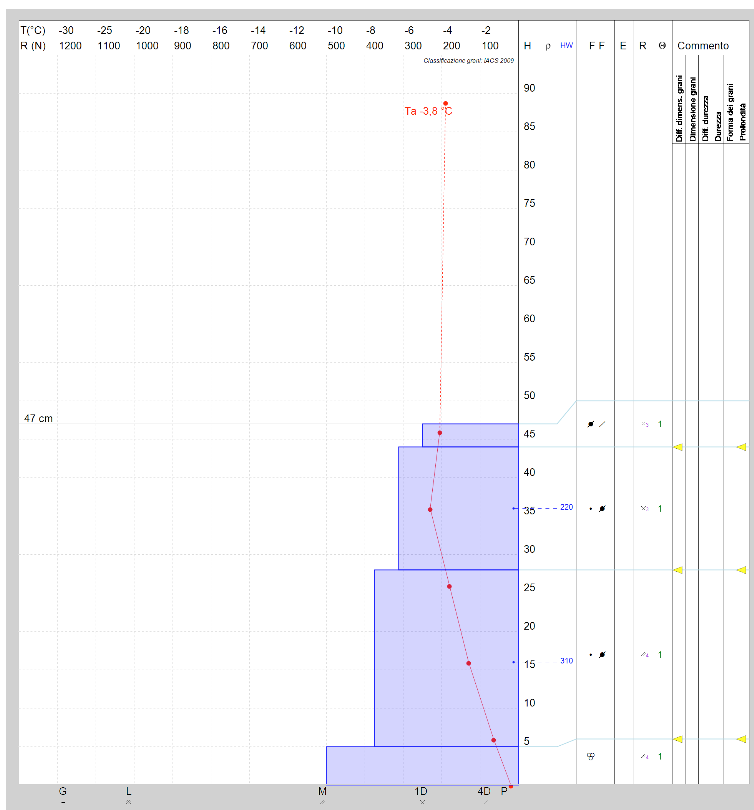 T(°C) -30 -25 -20 -18 -16 -14 -12 -10 -8 -6 -4 -2
R (N) 1200 1100 1000 900 800 700 600 500 400 300 200 100 H ρ HW F F E R Θ Commento
Classificazione grani: IACS 2009
Diff. dimens. grani
Dimensione grani
Diff. durezza
Durezza
Forma dei grani
Profondità
90
Ta -3,8 °C
85
80
75
70
65
60
55
50
47 cm
45 1
40
35 220 1
30
25
20
15 310 1
10
5
1
G L M 1D 4D P